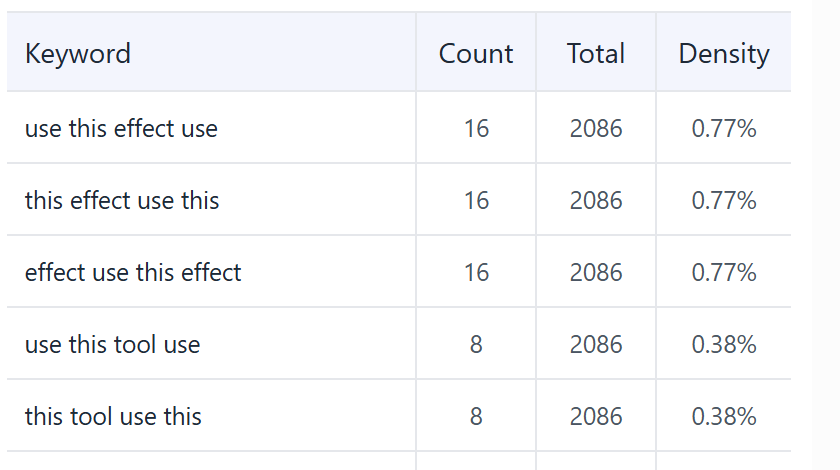 Keyword Count Total Density
use this effect use 16 2086 0.77%
this effect use this 16 2086 0.77%
effect use this effect 16 2086 0.77%
use this tool use 8 2086 0.38%
this tool use this 8 2086 0.38%